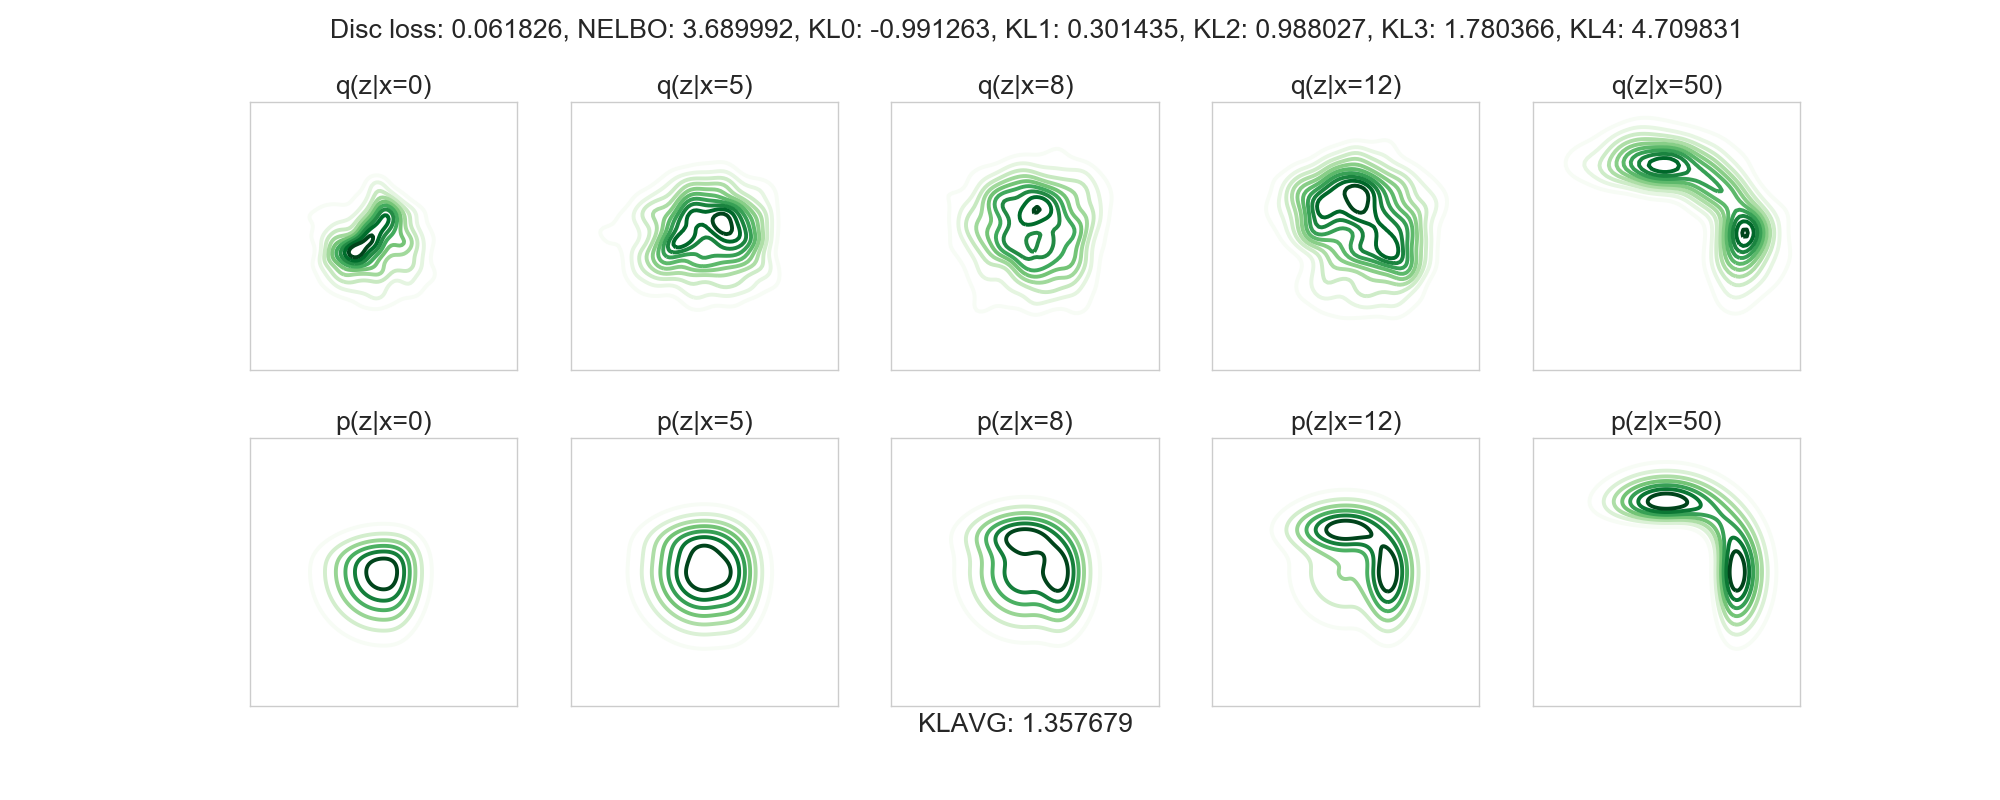 Disc loss: 0.061826, NELBO: 3.689992, KL0: -0.991263, KL1: 0.301435, KL2: 0.988027, KL3: 1.780366, KL4: 4.709831
q(z|x=0) q(z|x=5) q(z|x=8) q(z|x=12) q(z|x=50)
p(z|x=0) p(z|x=5) p(z|x=8) p(z|x=12) p(z|x=50)
KLAVG: 1.357679